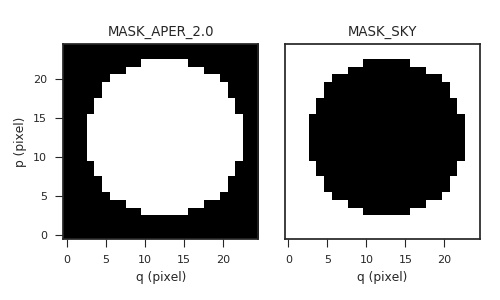 MASK_APER_2.0
MASK_SKY
p (pixel)
20
15
10
5
0
0 5 10 15 20
0 5 10 15 20
q (pixel)
q (pixel)